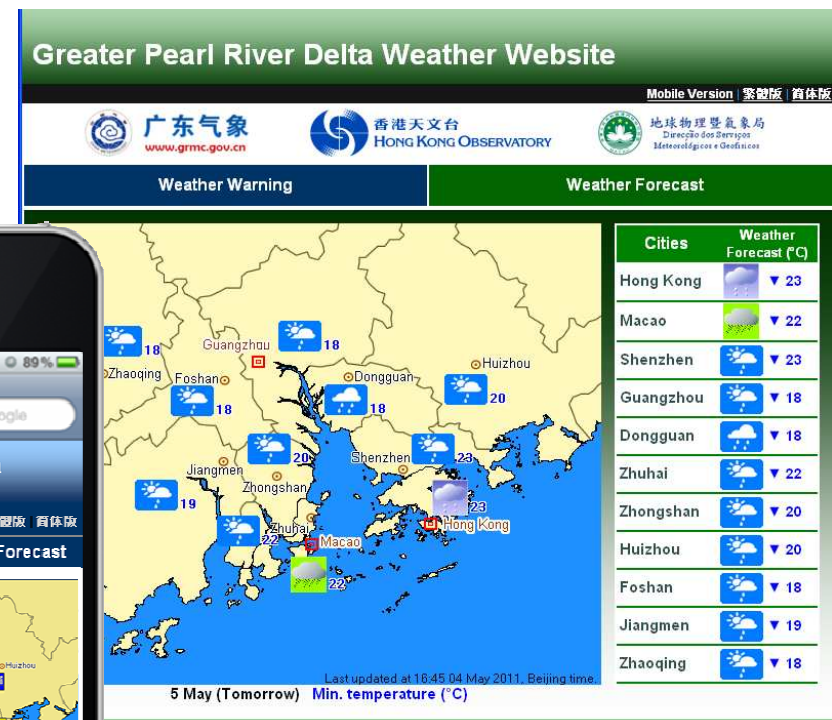 Greater Pearl River Delta Weather Website
Mobile Version | 繁體版 | 简体版
广东气象
www.grmc.gov.cn
香港天文台
HONG KONG OBSERVATORY
地球物理暨氣象局
Direcção dos Serviços
Meteorológicos e Geofísicos
Weather Warning
Weather Forecast
Cities
Weather
Forecast (°C)
Hong Kong ▼ 23
Macao ▼ 22
Shenzhen ▼ 23
Guangzhou ▼ 18
Dongguan ▼ 18
Zhuhai ▼ 22
Zhongshan ▼ 20
Huizhou ▼ 20
Foshan ▼ 18
Jiangmen ▼ 19
Zhaoqing ▼ 18
18
Guangzhou
18
Zhaoqing
Foshan
18
Dongguan
18
Huizhou
20
Jiangmen
20
Zhongshan
Shenzhen
23
19
22
Zhuhai
Macao
22
23
Hong Kong
Last updated at 16:45 04 May 2011, Beijing time.
5 May (Tomorrow) Min. temperature (°C)
89%
ogle
體版 | 简体版
Forecast
Huizhou